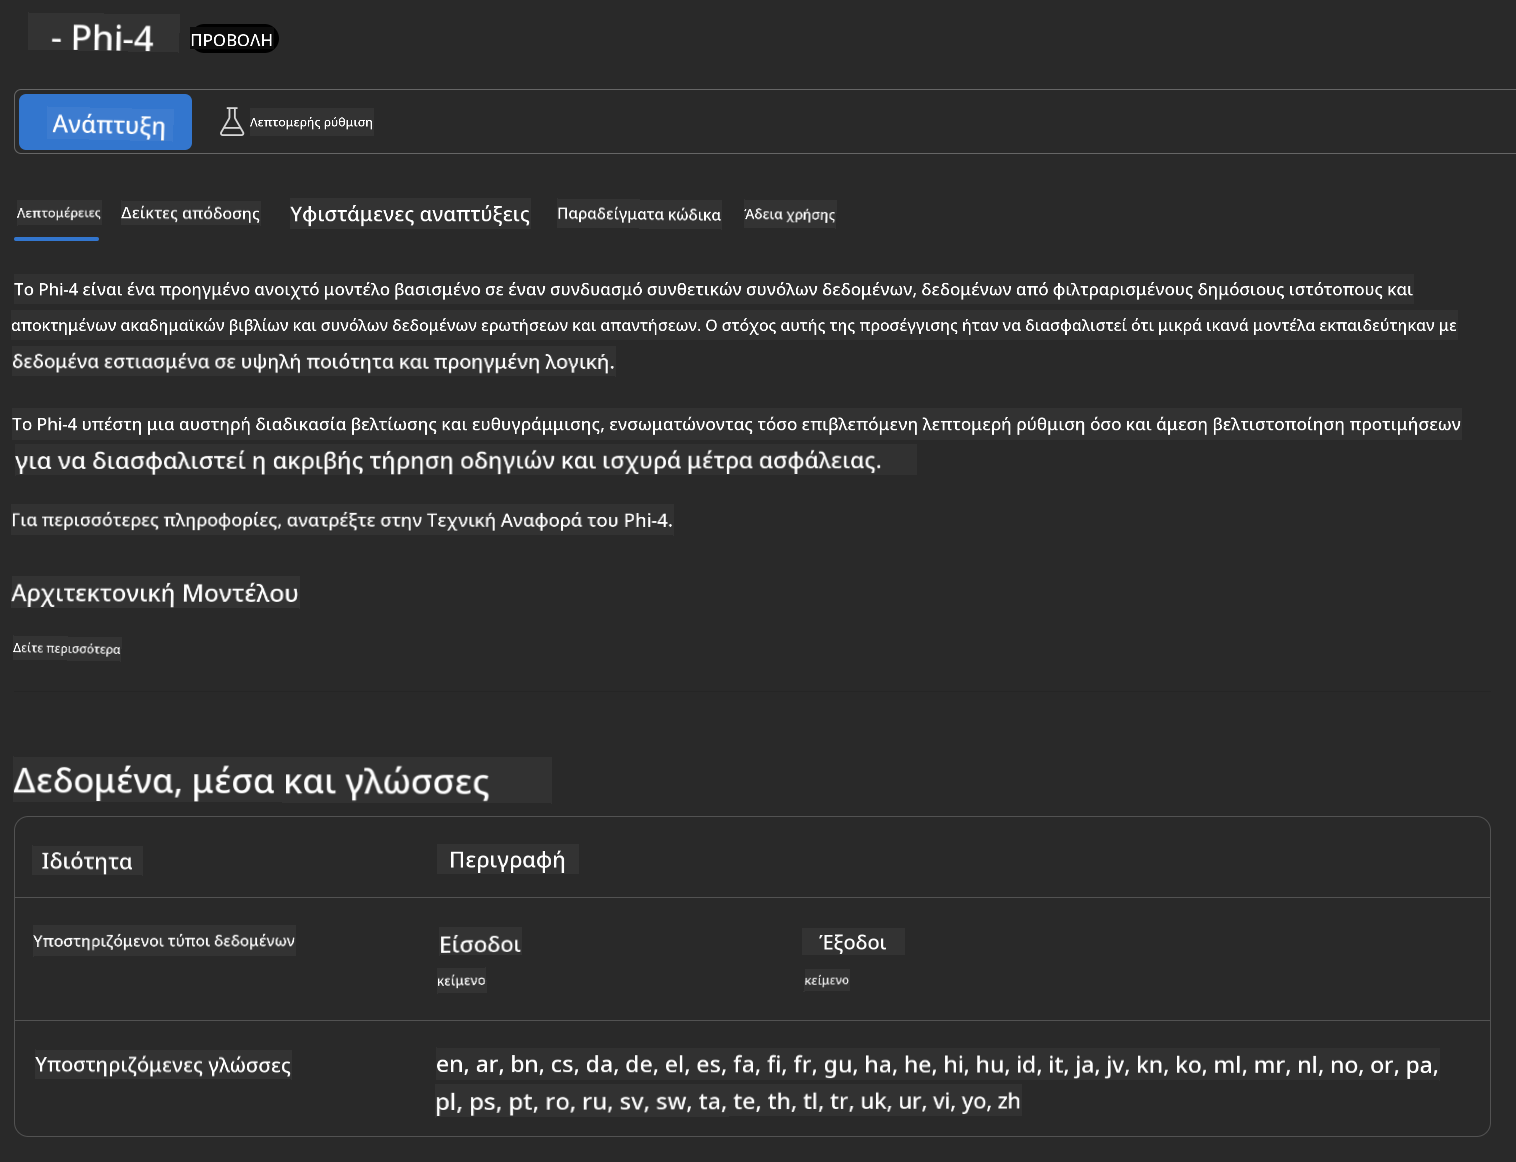 - Phi-4 ΠΡΟΒΟΛΗ
Ανάπτυξη Λεπτομερής ρύθμιση
Λεπτομέρειες Δείκτες απόδοσης Υφιστάμενες αναπτύξεις Παραδείγματα κώδικα Άδεια χρήσης
Το Phi-4 είναι ένα προηγμένο ανοιχτό μοντέλο βασισμένο σε έναν συνδυασμό συνθετικών συνόλων δεδομένων, δεδομένων από φιλτραρισμένους δημόσιους ιστότοπους και
αποκτημένων ακαδημαϊκών βιβλίων και συνόλων δεδομένων ερωτήσεων και απαντήσεων. Ο στόχος αυτής της προσέγγισης ήταν να διασφαλιστεί ότι μικρά ικανά μοντέλα εκπαιδεύτηκαν με
δεδομένα εστιασμένα σε υψηλή ποιότητα και προηγμένη λογική.
Το Phi-4 υπέστη μια αυστηρή διαδικασία βελτίωσης και ευθυγράμμισης, ενσωματώνοντας τόσο επιβλεπόμενη λεπτομερή ρύθμιση όσο και άμεση βελτιστοποίηση προτιμήσεων
για να διασφαλιστεί η ακριβής τήρηση οδηγιών και ισχυρά μέτρα ασφάλειας.
Για περισσότερες πληροφορίες, ανατρέξτε στην Τεχνική Αναφορά του Phi-4.
Αρχιτεκτονική Μοντέλου
Δείτε περισσότερα
Δεδομένα, μέσα και γλώσσες
Ιδιότητα Περιγραφή
Υποστηριζόμενοι τύποι δεδομένων Είσοδοι Έξοδοι
κείμενο κείμενο
Υποστηριζόμενες γλώσσες en, ar, bn, cs, da, de, el, es, fa, fi, fr, gu, ha, he, hi, hu, id, it, ja, jv, kn, ko, ml, mr, nl, no, or, pa,
pl, ps, pt, ro, ru, sv, sw, ta, te, th, tl, tr, uk, ur, vi, yo, zh